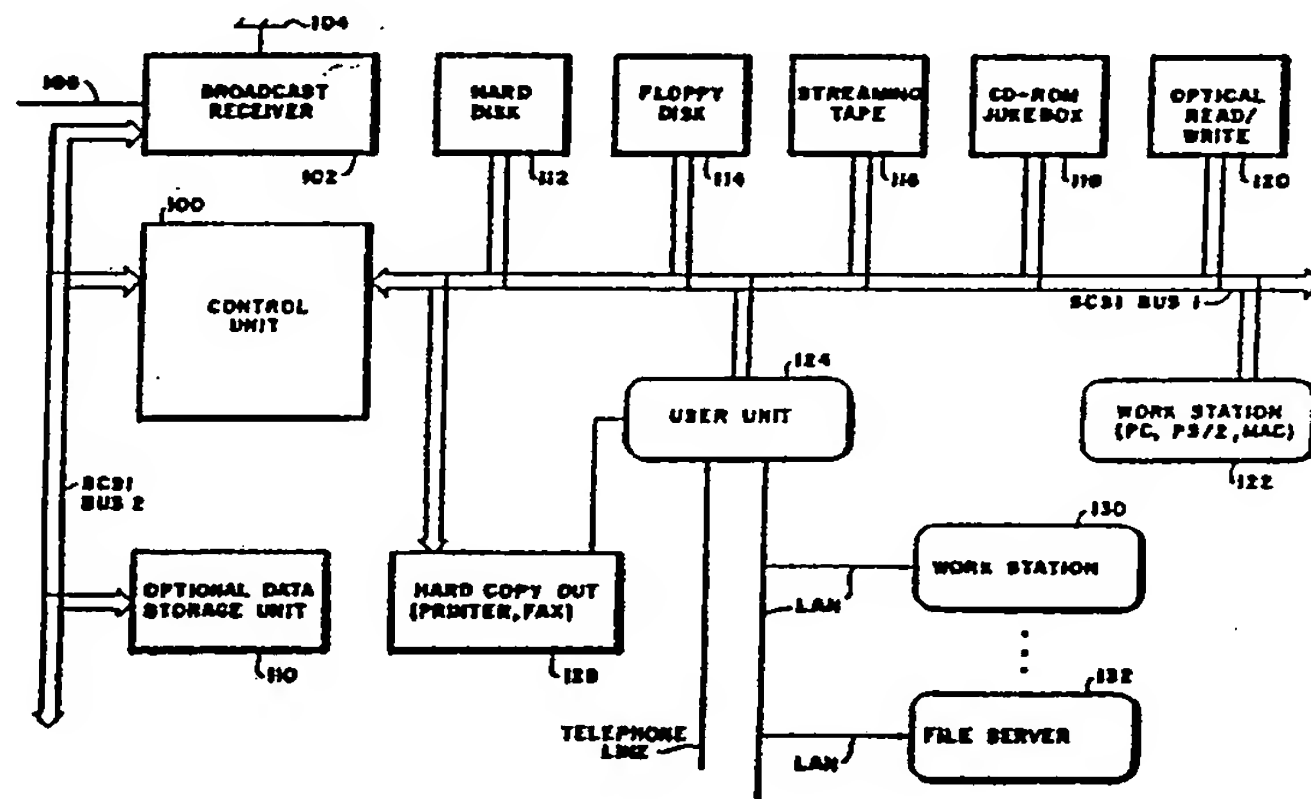 104
BROADCAST
RECEIVER
102
HARD
DISK
112
FLOPPY
DISK
114
STREAMING
TAPE
116
CD-ROM
JUKEBOX
OPTICAL
READ/
WRITE
120
100
CONTROL
UNIT
SCSI BUS 1
124
USER UNIT
WORK STATION
(PC, PS/2, MAC)
122
SCSI
BUS 2
130
WORK STATION
LAN
OPTIONAL DATA
STORAGE UNIT
110
HARD COPY OUT
(PRINTER, FAX)
132
FILE SERVER
LAN
TELEPHONE
LINE